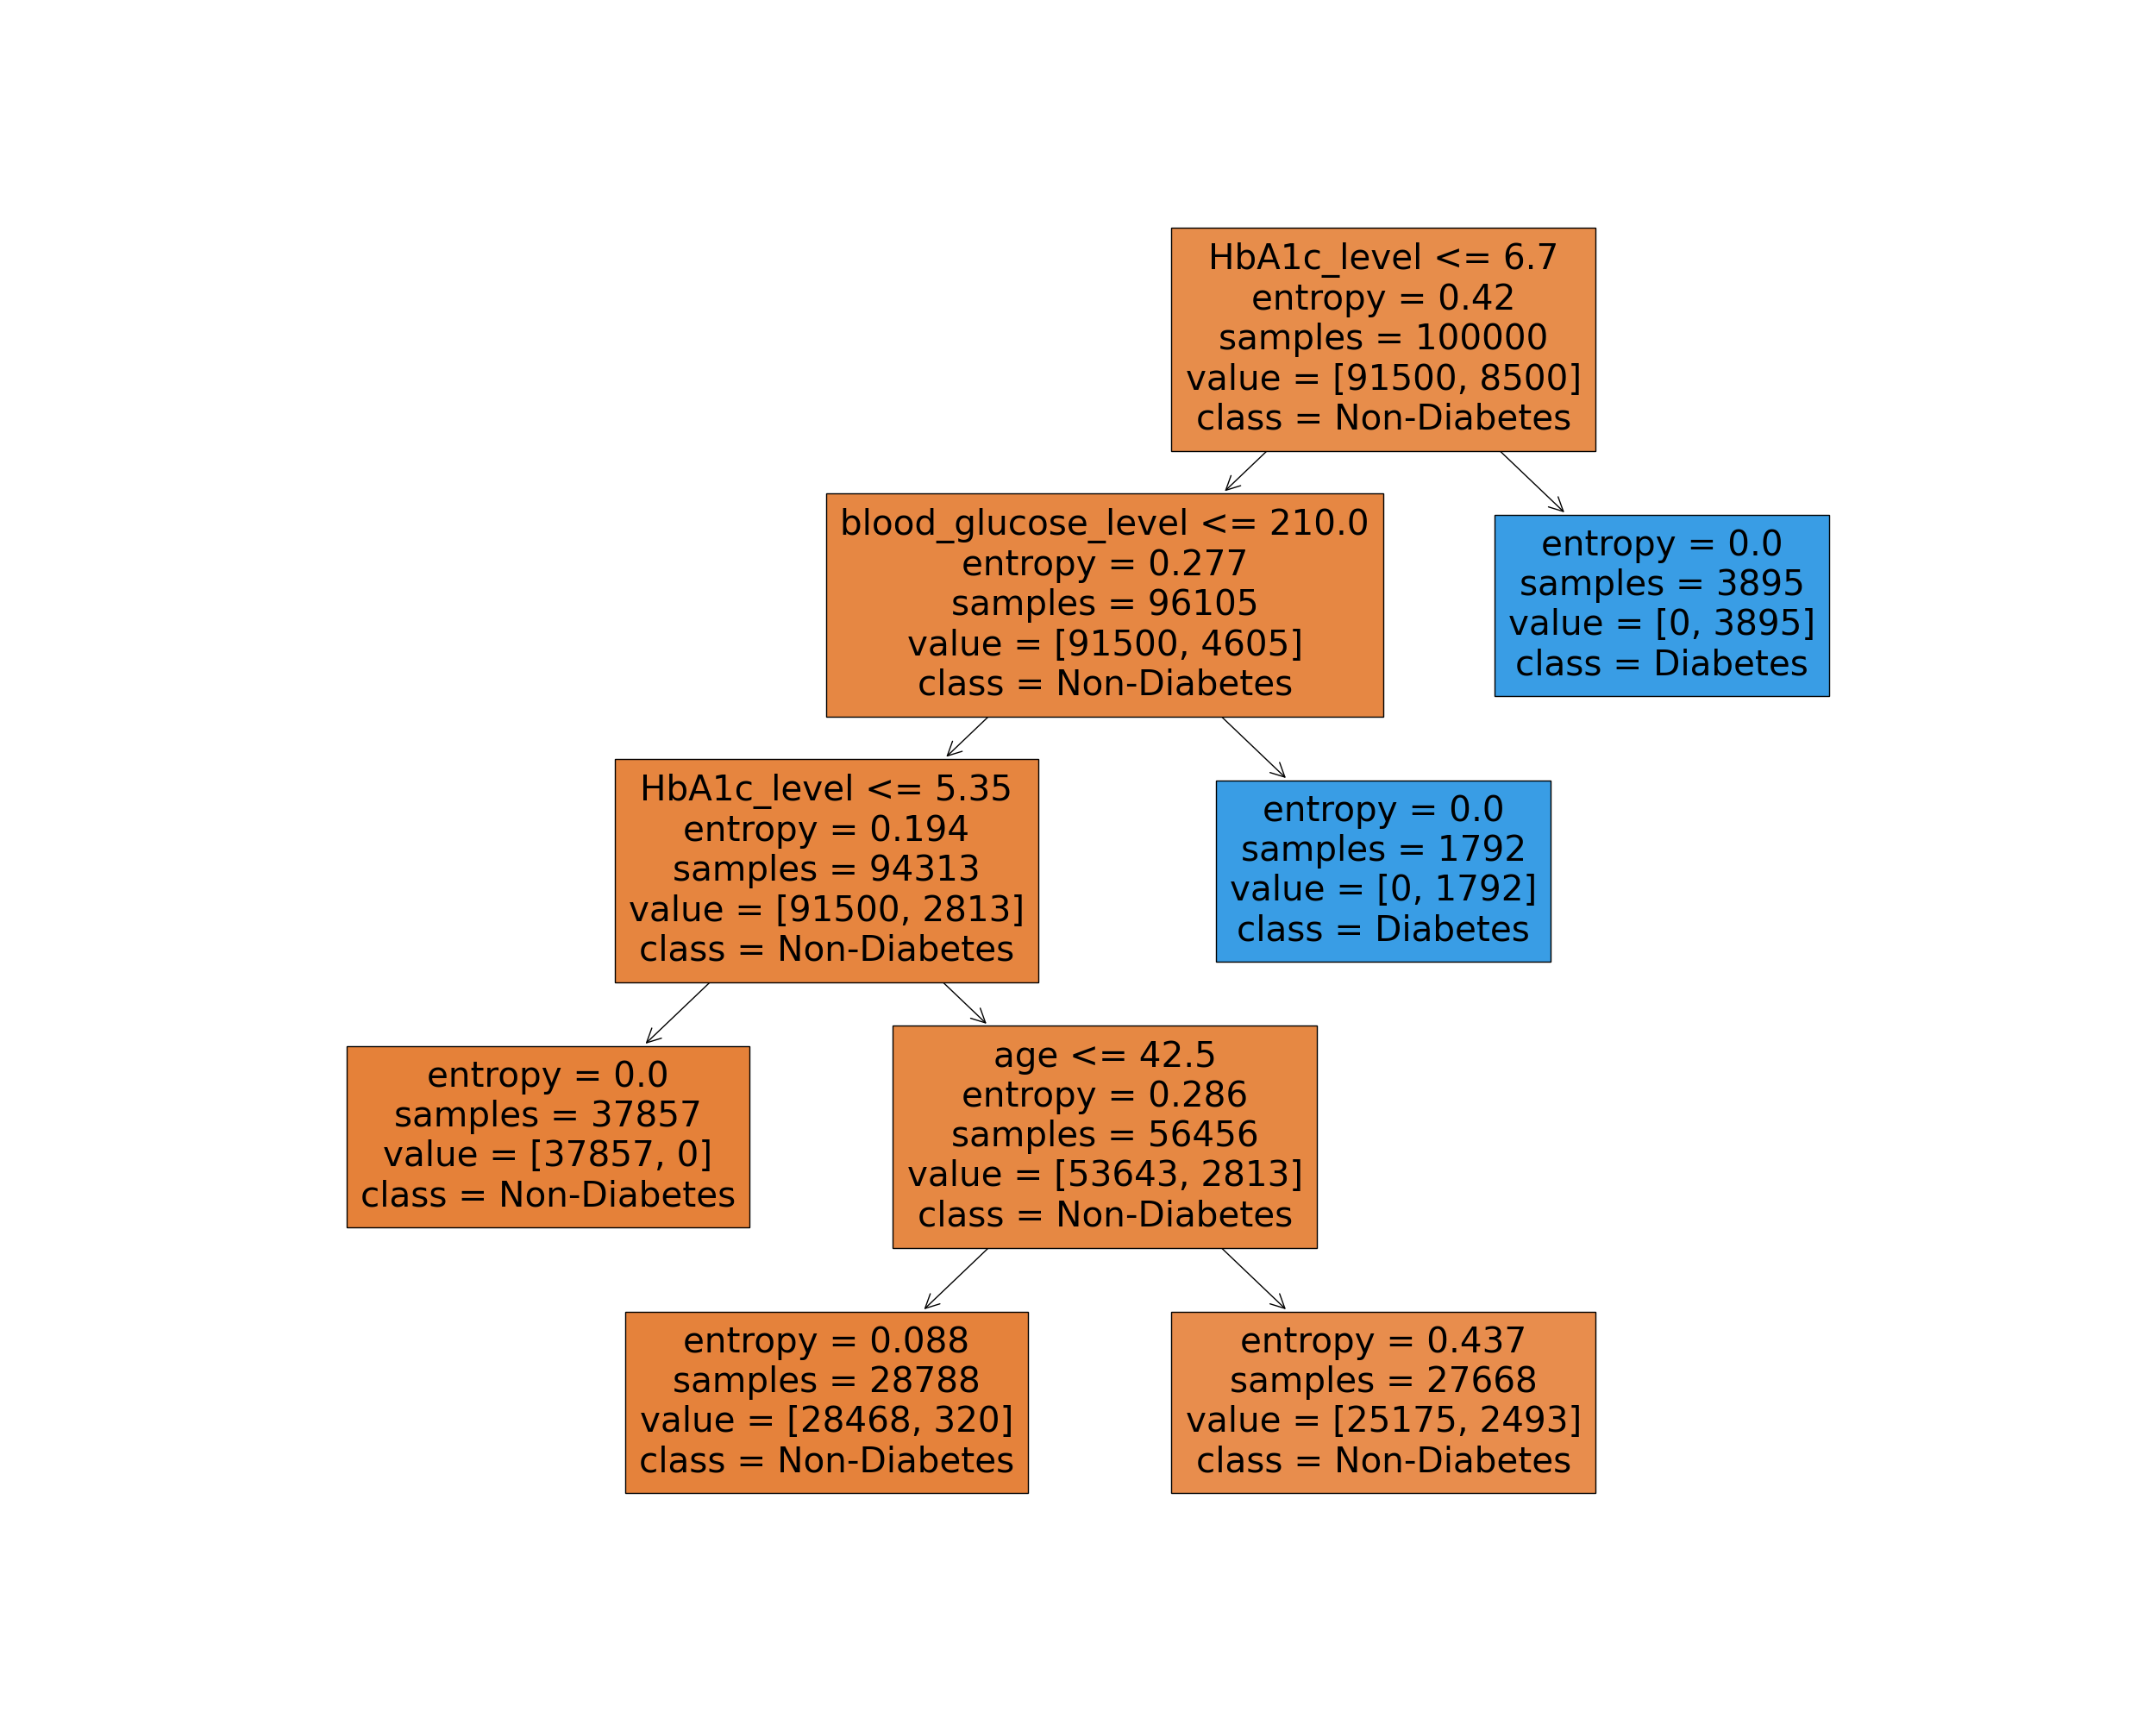 HbA1c_level <= 6.7
entropy = 0.42
samples = 100000
value = [91500, 8500]
class = Non-Diabetes
blood_glucose_level <= 210.0
entropy = 0.277
samples = 96105
value = [91500, 4605]
class = Non-Diabetes
entropy = 0.0
samples = 3895
value = [0, 3895]
class = Diabetes
HbA1c_level <= 5.35
entropy = 0.194
samples = 94313
value = [91500, 2813]
class = Non-Diabetes
entropy = 0.0
samples = 1792
value = [0, 1792]
class = Diabetes
entropy = 0.0
samples = 37857
value = [37857, 0]
class = Non-Diabetes
age <= 42.5
entropy = 0.286
samples = 56456
value = [53643, 2813]
class = Non-Diabetes
entropy = 0.088
samples = 28788
value = [28468, 320]
class = Non-Diabetes
entropy = 0.437
samples = 27668
value = [25175, 2493]
class = Non-Diabetes